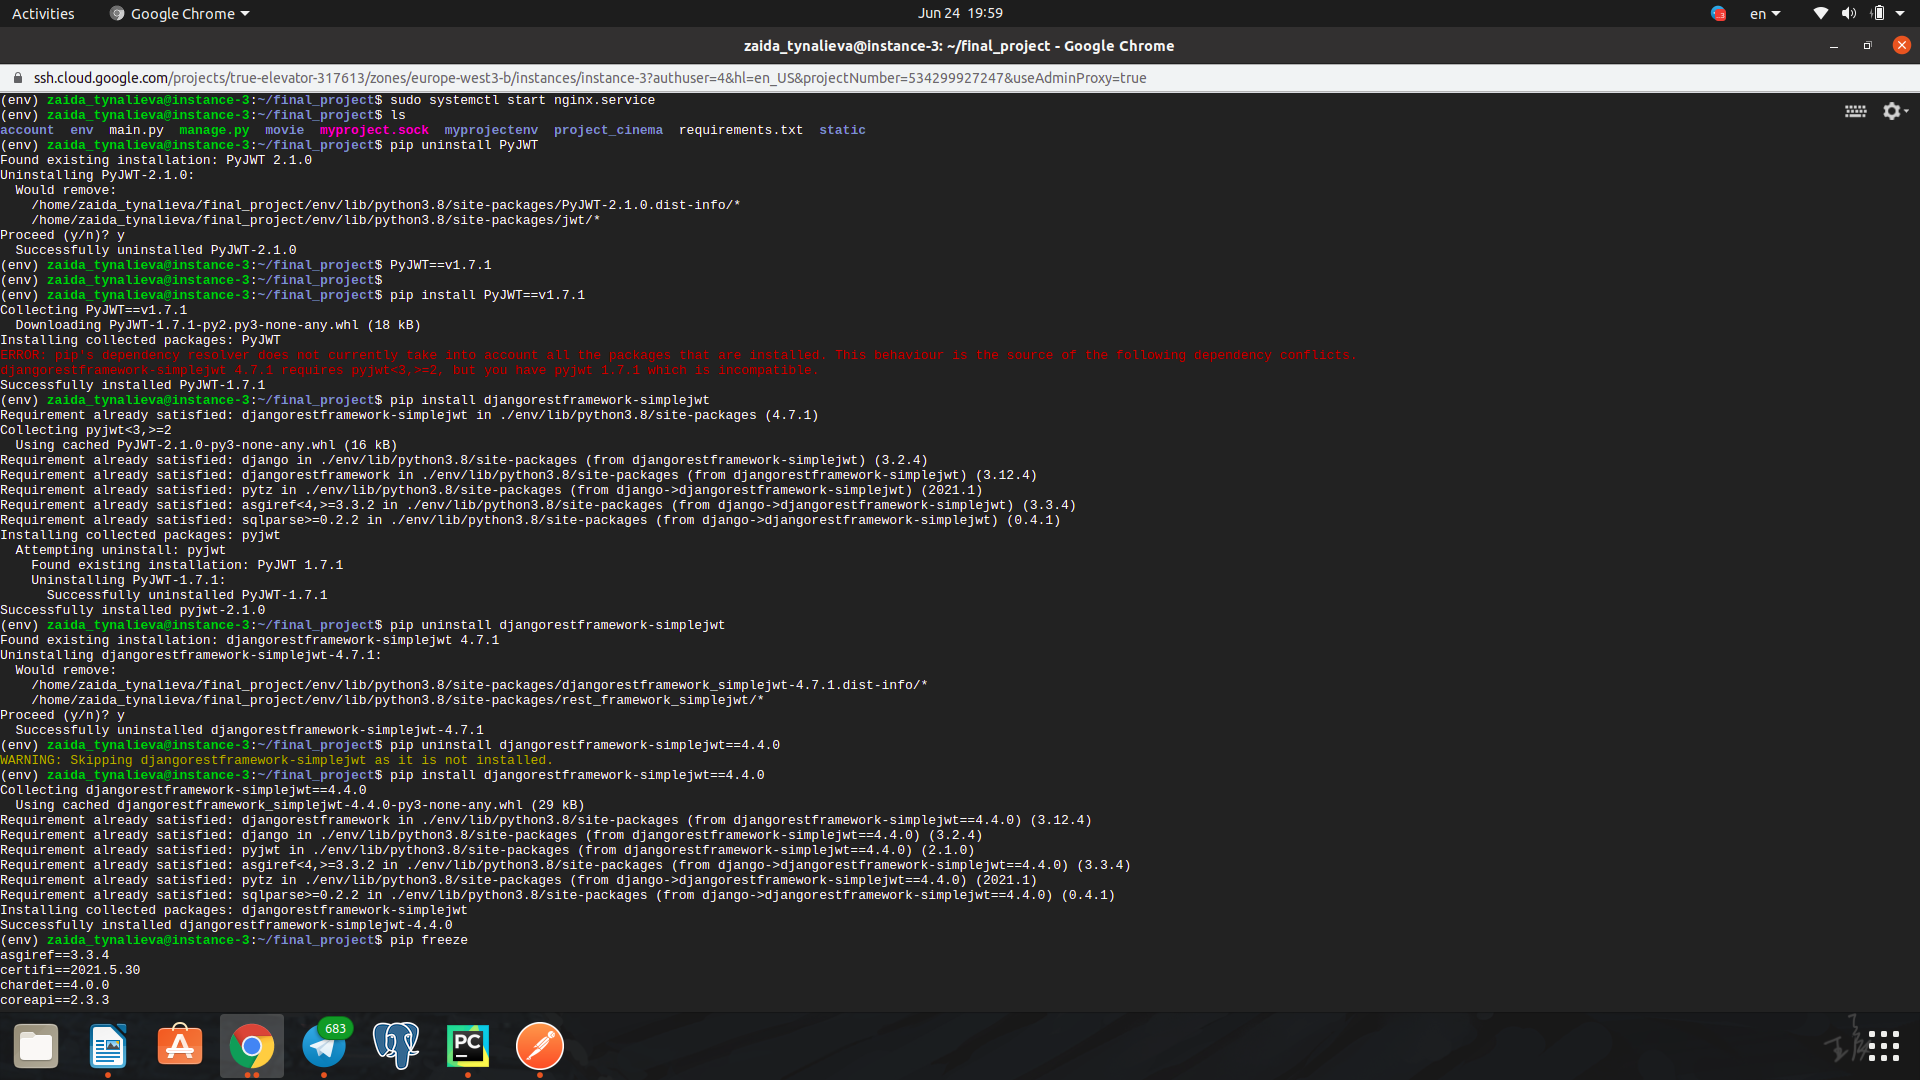 Activities
Google Chrome
Jun 24 19:59
en
zaida_tynalieva@instance-3: ~/final_project - Google Chrome
ssh.cloud.google.com/projects/true-elevator-317613/zones/europe-west3-b/instances/instance-3?authuser=4&hl=en_US&projectNumber=534299927247&useAdminProxy=true
(env) zaida_tynalieva@instance-3:~/final_project$ sudo systemctl start nginx.service
(env) zaida_tynalieva@instance-3:~/final_project$ ls
account  env  main.py  manage.py  movie  myproject.sock  myprojectenv  project_cinema  requirements.txt  static
(env) zaida_tynalieva@instance-3:~/final_project$ pip uninstall PyJWT
Found existing installation: PyJWT 2.1.0
Uninstalling PyJWT-2.1.0:
  Would remove:
    /home/zaida_tynalieva/final_project/env/lib/python3.8/site-packages/PyJWT-2.1.0.dist-info/*
    /home/zaida_tynalieva/final_project/env/lib/python3.8/site-packages/jwt/*
Proceed (y/n)? y
  Successfully uninstalled PyJWT-2.1.0
(env) zaida_tynalieva@instance-3:~/final_project$ PyJWT==v1.7.1
(env) zaida_tynalieva@instance-3:~/final_project$
(env) zaida_tynalieva@instance-3:~/final_project$ pip install PyJWT==v1.7.1
Collecting PyJWT==v1.7.1
  Downloading PyJWT-1.7.1-py2.py3-none-any.whl (18 kB)
Installing collected packages: PyJWT
ERROR: pip's dependency resolver does not currently take into account all the packages that are installed. This behaviour is the source of the following dependency conflicts.
djangorestframework-simplejwt 4.7.1 requires pyjwt<3,>=2, but you have pyjwt 1.7.1 which is incompatible.
Successfully installed PyJWT-1.7.1
(env) zaida_tynalieva@instance-3:~/final_project$ pip install djangorestframework-simplejwt
Requirement already satisfied: djangorestframework-simplejwt in ./env/lib/python3.8/site-packages (4.7.1)
Collecting pyjwt<3,>=2
  Using cached PyJWT-2.1.0-py3-none-any.whl (16 kB)
Requirement already satisfied: django in ./env/lib/python3.8/site-packages (from djangorestframework-simplejwt) (3.2.4)
Requirement already satisfied: djangorestframework in ./env/lib/python3.8/site-packages (from djangorestframework-simplejwt) (3.12.4)
Requirement already satisfied: pytz in ./env/lib/python3.8/site-packages (from django->djangorestframework-simplejwt) (2021.1)
Requirement already satisfied: asgiref<4,>=3.3.2 in ./env/lib/python3.8/site-packages (from django->djangorestframework-simplejwt) (3.3.4)
Requirement already satisfied: sqlparse>=0.2.2 in ./env/lib/python3.8/site-packages (from django->djangorestframework-simplejwt) (0.4.1)
Installing collected packages: pyjwt
  Attempting uninstall: pyjwt
    Found existing installation: PyJWT 1.7.1
    Uninstalling PyJWT-1.7.1:
      Successfully uninstalled PyJWT-1.7.1
Successfully installed pyjwt-2.1.0
(env) zaida_tynalieva@instance-3:~/final_project$ pip uninstall djangorestframework-simplejwt
Found existing installation: djangorestframework-simplejwt 4.7.1
Uninstalling djangorestframework-simplejwt-4.7.1:
  Would remove:
    /home/zaida_tynalieva/final_project/env/lib/python3.8/site-packages/djangorestframework_simplejwt-4.7.1.dist-info/*
    /home/zaida_tynalieva/final_project/env/lib/python3.8/site-packages/rest_framework_simplejwt/*
Proceed (y/n)? y
  Successfully uninstalled djangorestframework-simplejwt-4.7.1
(env) zaida_tynalieva@instance-3:~/final_project$ pip uninstall djangorestframework-simplejwt==4.4.0
WARNING: Skipping djangorestframework-simplejwt as it is not installed.
(env) zaida_tynalieva@instance-3:~/final_project$ pip install djangorestframework-simplejwt==4.4.0
Collecting djangorestframework-simplejwt==4.4.0
  Using cached djangorestframework_simplejwt-4.4.0-py3-none-any.whl (29 kB)
Requirement already satisfied: djangorestframework in ./env/lib/python3.8/site-packages (from djangorestframework-simplejwt==4.4.0) (3.12.4)
Requirement already satisfied: django in ./env/lib/python3.8/site-packages (from djangorestframework-simplejwt==4.4.0) (3.2.4)
Requirement already satisfied: pyjwt in ./env/lib/python3.8/site-packages (from djangorestframework-simplejwt==4.4.0) (2.1.0)
Requirement already satisfied: asgiref<4,>=3.3.2 in ./env/lib/python3.8/site-packages (from django->djangorestframework-simplejwt==4.4.0) (3.3.4)
Requirement already satisfied: pytz in ./env/lib/python3.8/site-packages (from django->djangorestframework-simplejwt==4.4.0) (2021.1)
Requirement already satisfied: sqlparse>=0.2.2 in ./env/lib/python3.8/site-packages (from django->djangorestframework-simplejwt==4.4.0) (0.4.1)
Installing collected packages: djangorestframework-simplejwt
Successfully installed djangorestframework-simplejwt-4.4.0
(env) zaida_tynalieva@instance-3:~/final_project$ pip freeze
asgiref==3.3.4
certifi==2021.5.30
chardet==4.0.0
coreapi==2.3.3
683
PC